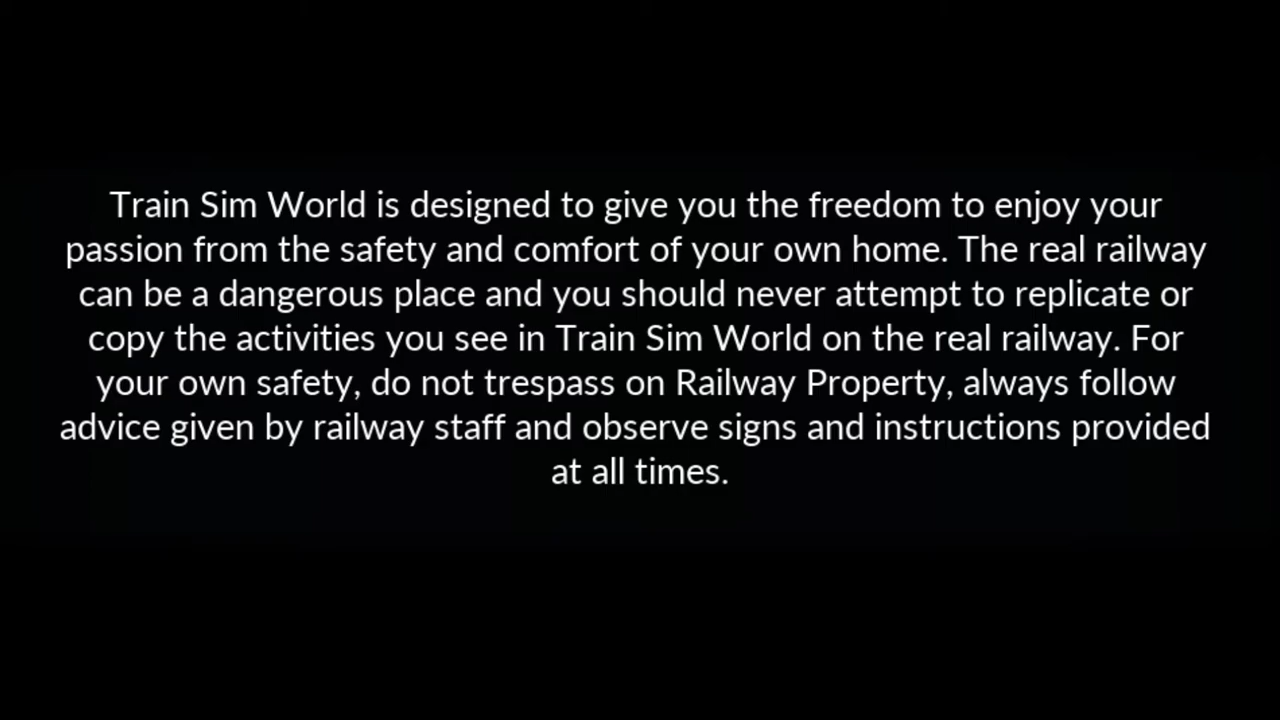 Train Sim World is designed to give you the freedom to enjoy your
passion from the safety and comfort of your own home. The real railway
can be a dangerous place and you should never attempt to replicate or
copy the activities you see in Train Sim World on the real railway. For
your own safety, do not trespass on Railway Property, always follow
advice given by railway staff and observe signs and instructions provided
at all times.